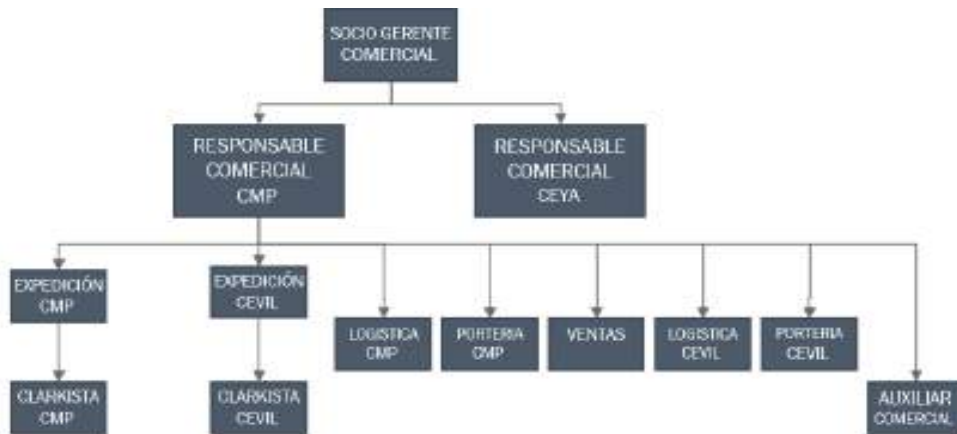 SOCIO GERENTE
COMERCIAL
RESPONSABLE
COMERCIAL
CMP
RESPONSABLE
COMERCIAL
CEYA
EXPEDICIÓN
CMP
EXPEDICIÓN
CEVIL
LOGISTICA
CMP
PORTERIA
CMP
VENTAS
LOGISTICA
CEVIL
PORTERIA
CEVIL
CLARKISTA
CMP
CLARKISTA
CEVIL
AUXILIAR
COMERCIAL